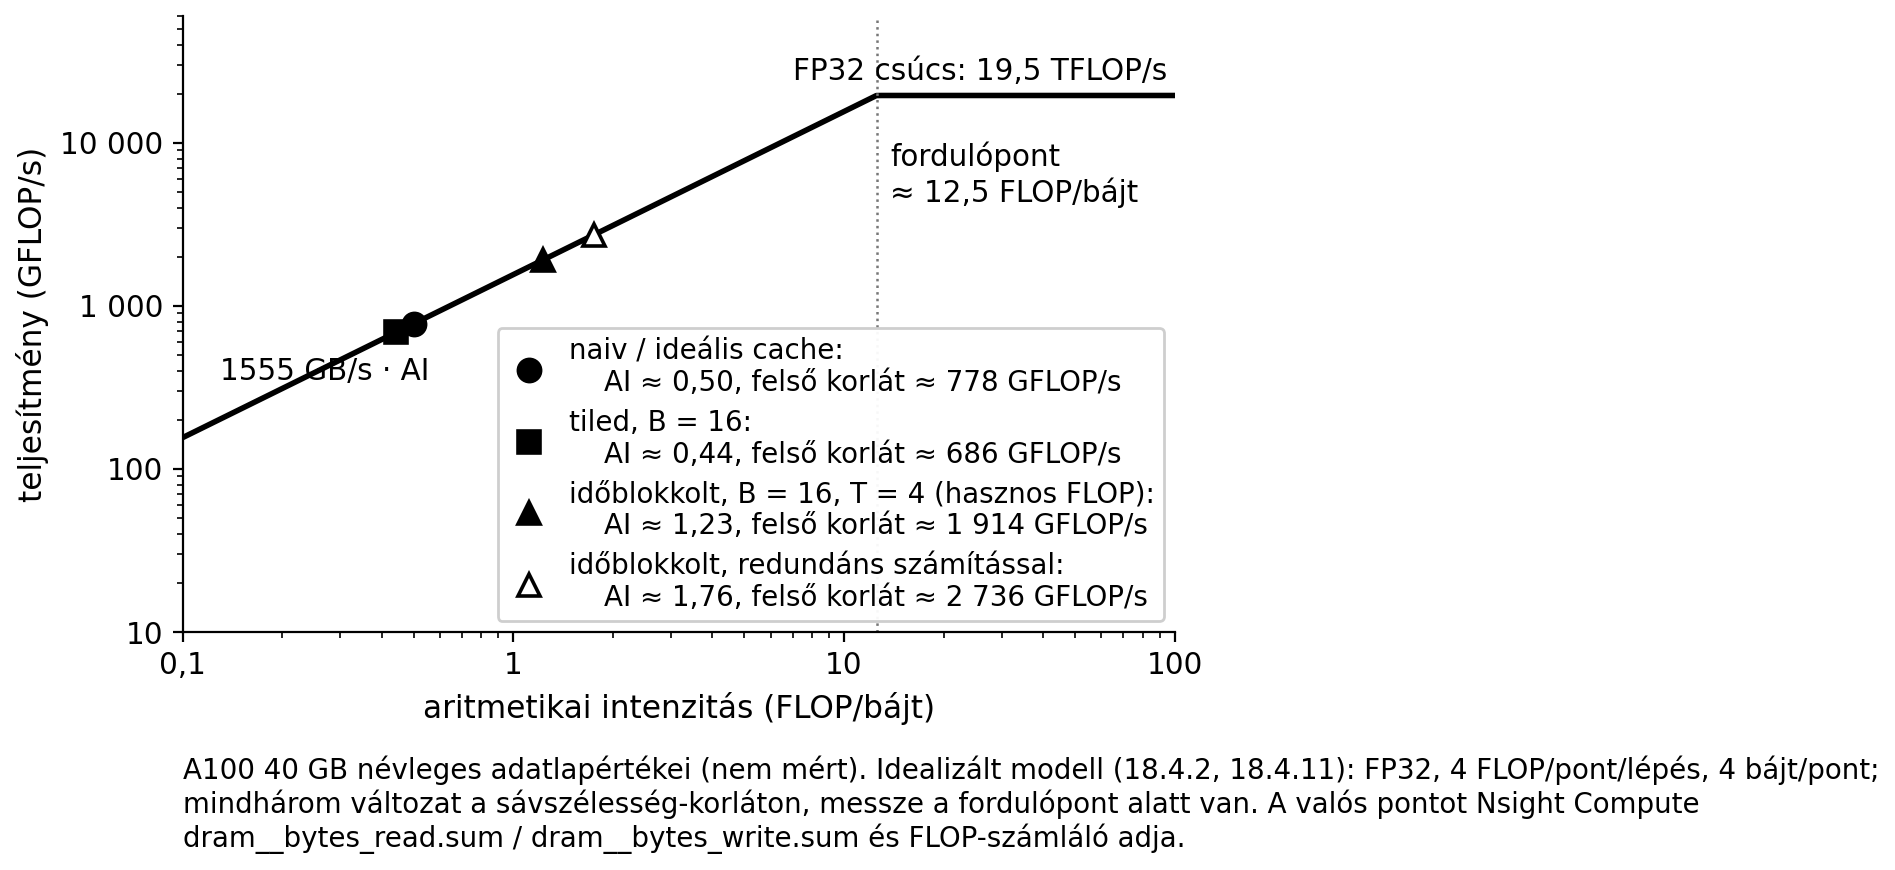 FP32 csúcs: 19,5 TFLOP/s
teljesítmény (GFLOP/s)
10 000
1 000
100
10
fordulópont
≈ 12,5 FLOP/bájt
1555 GB/s · AI
naiv / ideális cache:
AI ≈ 0,50, felső korlát ≈ 778 GFLOP/s
tiled, B = 16:
AI ≈ 0,44, felső korlát ≈ 686 GFLOP/s
időblokkolt, B = 16, T = 4 (hasznos FLOP):
AI ≈ 1,23, felső korlát ≈ 1 914 GFLOP/s
időblokkolt, redundáns számítással:
AI ≈ 1,76, felső korlát ≈ 2 736 GFLOP/s
0,1 1 10 100
aritmetikai intenzitás (FLOP/bájt)
A100 40 GB névleges adatlapértékei (nem mért). Idealizált modell (18.4.2, 18.4.11): FP32, 4 FLOP/pont/lépés, 4 bájt/pont;
mindhárom változat a sávszélesség-korláton, messze a fordulópont alatt van. A valós pontot Nsight Compute
dram__bytes_read.sum / dram__bytes_write.sum és FLOP-számláló adja.